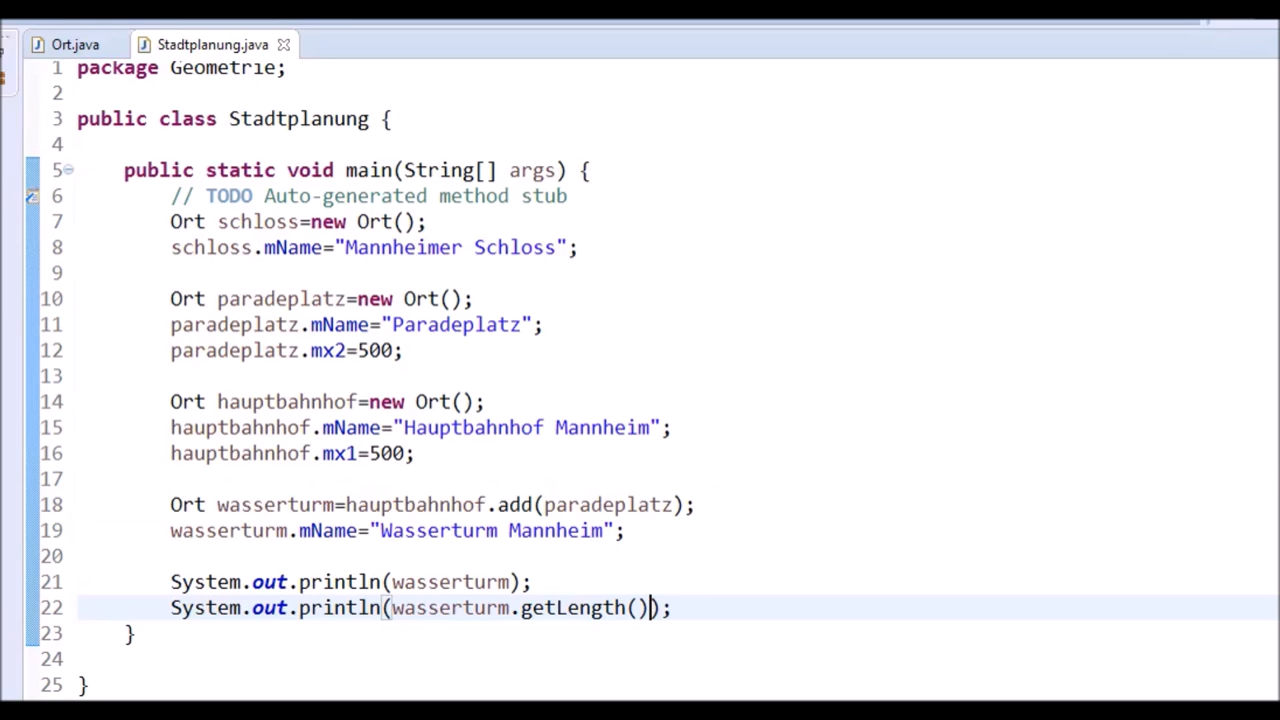 Ort.java Stadtplanung.java
1 package Geometrie;
2
3 public class Stadtplanung {
4
5 public static void main(String[] args) {
6 // TODO Auto-generated method stub
7 Ort schloss=new Ort();
8 schloss.mName="Mannheimer Schloss";
9
10 Ort paradeplatz=new Ort();
11 paradeplatz.mName="Paradeplatz";
12 paradeplatz.mx2=500;
13
14 Ort hauptbahnhof=new Ort();
15 hauptbahnhof.mName="Hauptbahnhof Mannheim";
16 hauptbahnhof.mx1=500;
17
18 Ort wasserturm=hauptbahnhof.add(paradeplatz);
19 wasserturm.mName="Wasserturm Mannheim";
20
21 System.out.println(wasserturm);
22 System.out.println(wasserturm.getLength());
23 }
24
25 }